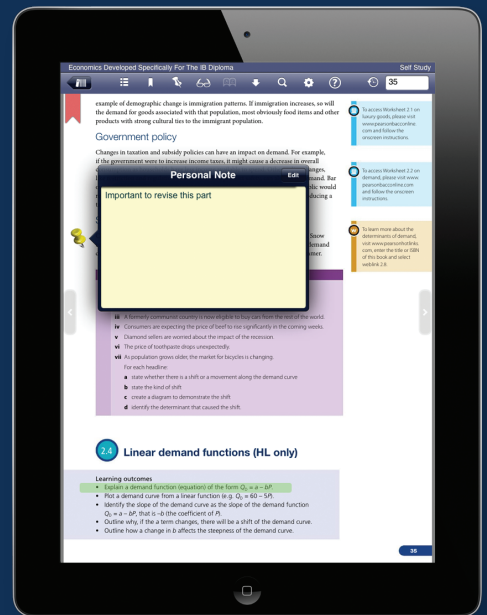 Economics Developed Specifically For The IB Diploma
Self Study
35
example of demographic change is immigration patterns. If immigration increases, so will
the demand for goods associated with that population, most obviously food items and other
products with strong cultural ties to the immigrant population.
Government policy
Changes in taxation and subsidy policies can have an impact on demand. For example,
if the government were to increase income taxes, it might cause a decrease in overall
anges,
mand. Bar
blic would
ducing a
Personal Note
Edit
Important to revise this part
Snow
demand
mer.
iii A formerly communist country is now eligible to buy cars from the rest of the world.
iv Consumers are expecting the price of beef to rise significantly in the coming weeks.
v Diamond sellers are worried about the impact of the recession.
vi The price of toothpaste drops unexpectedly.
vii As population grows older, the market for bicycles is changing.
For each headline:
a state whether there is a shift or a movement along the demand curve
b state the kind of shift
c create a diagram to demonstrate the shift
d identify the determinant that caused the shift.
To access Worksheet 2.1 on
luxury goods, please visit
www.pearsonbacconline
com and follow the
onscreen instructions.
To access Worksheet 2.2 on
demand, please visit www.
pearsonbacconline.com
and follow the onscreen
instructions.
To learn more about the
determinants of demand,
visit www.pearsonhotlinks.
com, enter the title or ISBN
of this book and select
weblink 2.8
2.4 Linear demand functions (HL only)
Learning outcomes
• Explain a demand function (equation) of the form QD = a – bP.
• Plot a demand curve from a linear function (e.g. QD = 60 – 5P).
• Identify the slope of the demand curve as the slope of the demand function
QD = a – bP, that is –b (the coefficient of P).
• Outline why, if a term changes, there will be a shift of the demand curve.
• Outline how a change in b affects the steepness of the demand curve.
35